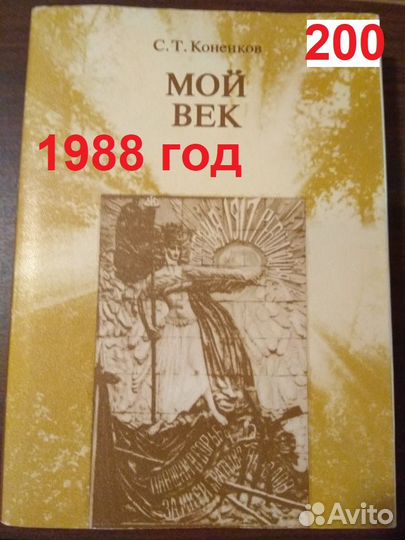 200
С. Т. Коненков
МОЙ
ВЕК
1988 год
Avito